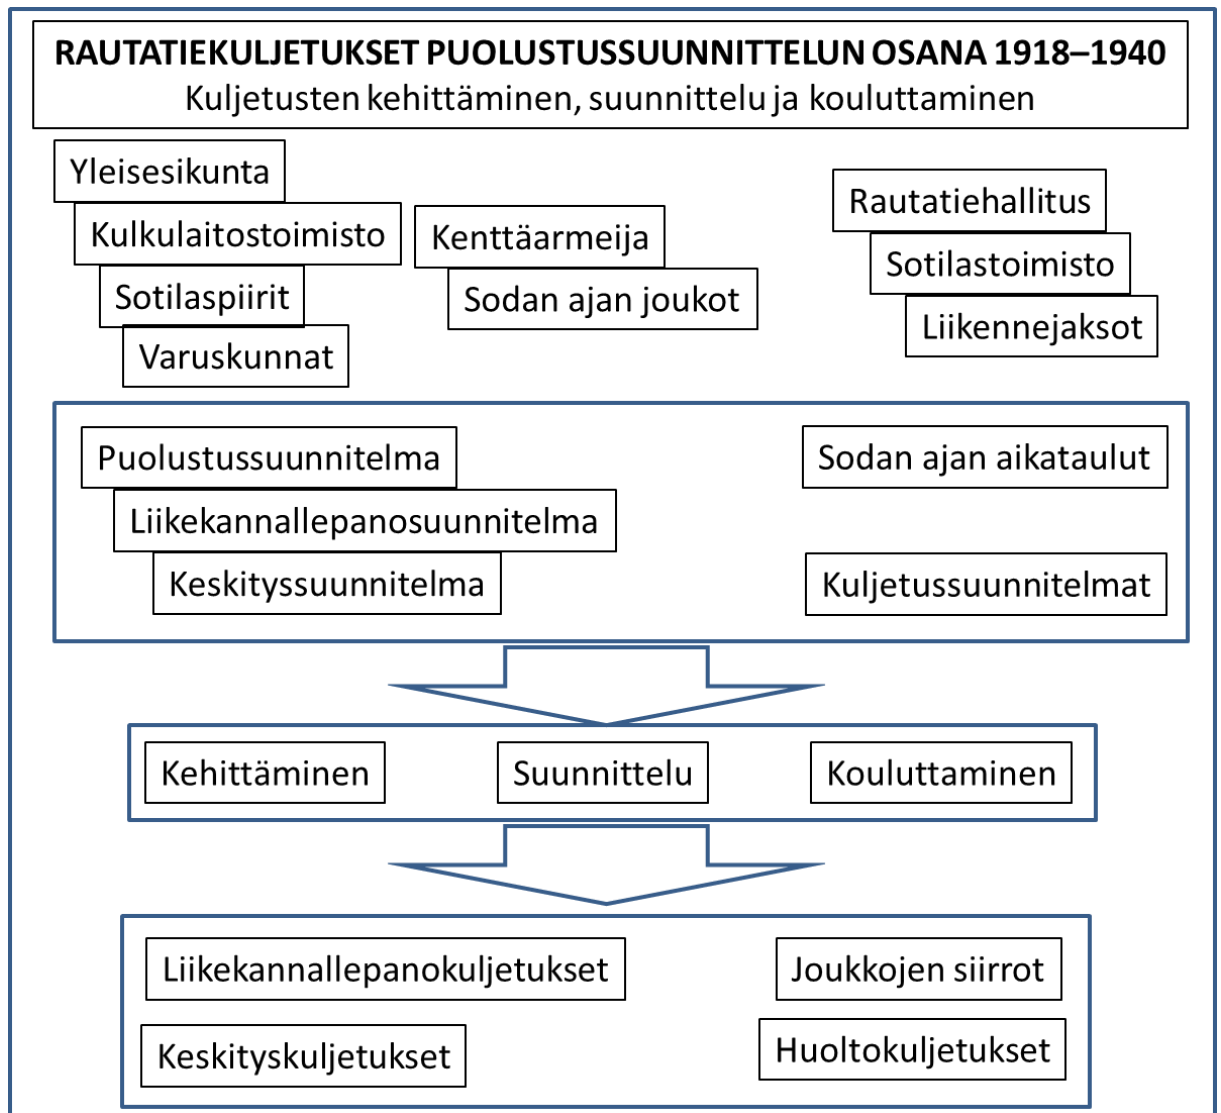 RAUTATIEKULJETUKSET PUOLUSTUSSUUNNITTELUN OSANA 1918–1940
Kuljetusten kehittäminen, suunnittelu ja kouluttaminen
Yleisesikunta
Kulkulaitostoimisto
Sotilaspiirit
Varuskunnat
Kenttäarmeija
Sodan ajan joukot
Rautatiehallitus
Sotilastoimisto
Liikennejaksot
Puolustussuunnitelma
Liikekannallepanosuunnitelma
Keskityssuunnitelma
Sodan ajan aikataulut
Kuljetussuunnitelmat
Kehittäminen
Suunnittelu
Kouluttaminen
Liikekannallepanokuljetukset
Joukkojen siirrot
Keskityskuljetukset
Huoltokuljetukset